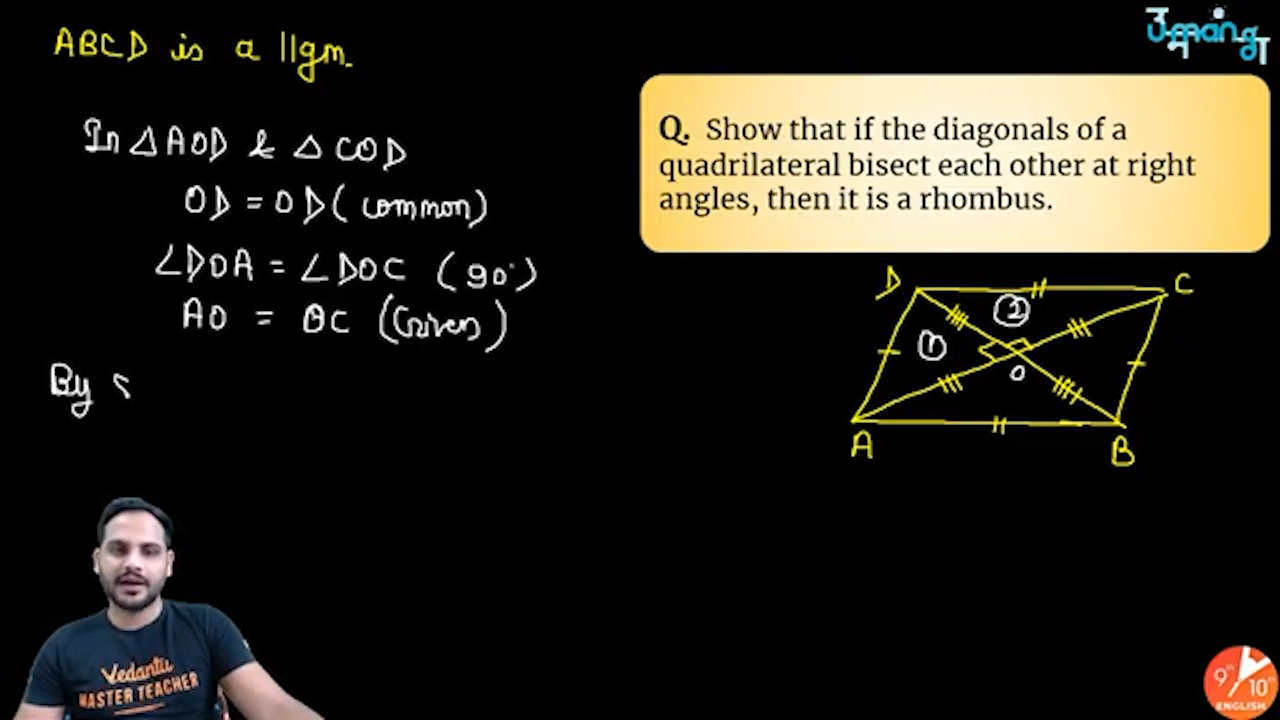 ABCD is a ||gm.
In △AOD & △COD
OD = OD (common)
∠DOA = ∠DOC (90°)
AO = OC (Given)
By S
उमंग
Q. Show that if the diagonals of a
quadrilateral bisect each other at right
angles, then it is a rhombus.
D
C
②
①
O
A
B
Vedantu
MASTER TEACHER
9th
10th
ENGLISH